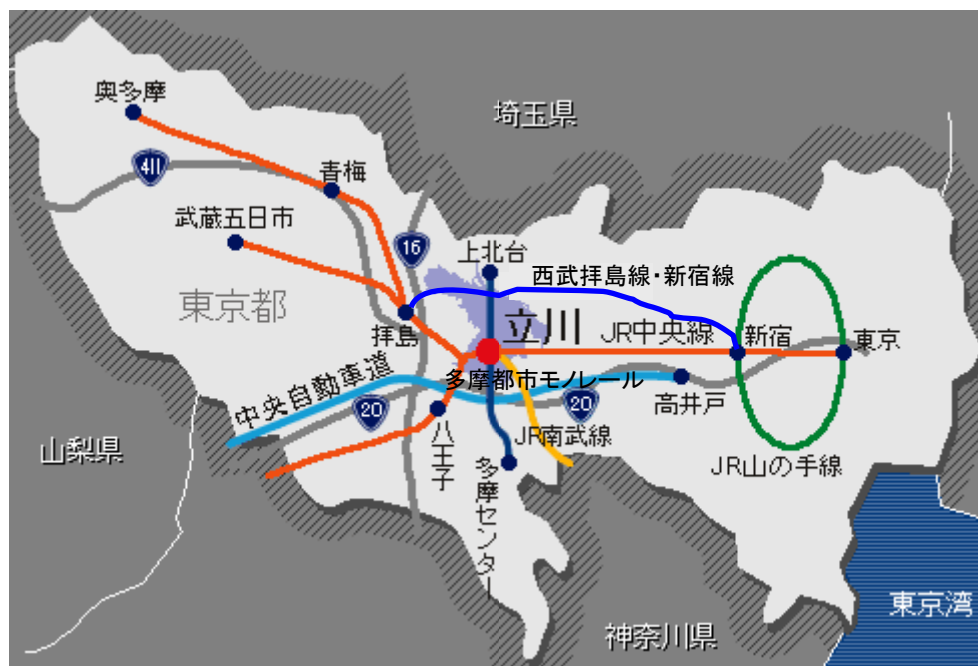 奥多摩
埼玉県
411
青梅
武蔵五日市
16
上北台
西武拝島線・新宿線
東京都
拝島
立川
JR中央線
新宿
東京
中央自動車道
多摩都市モノレール
20
20
高井戸
八王子
JR南武線
山梨県
JR山の手線
多摩センター
東京湾
神奈川県